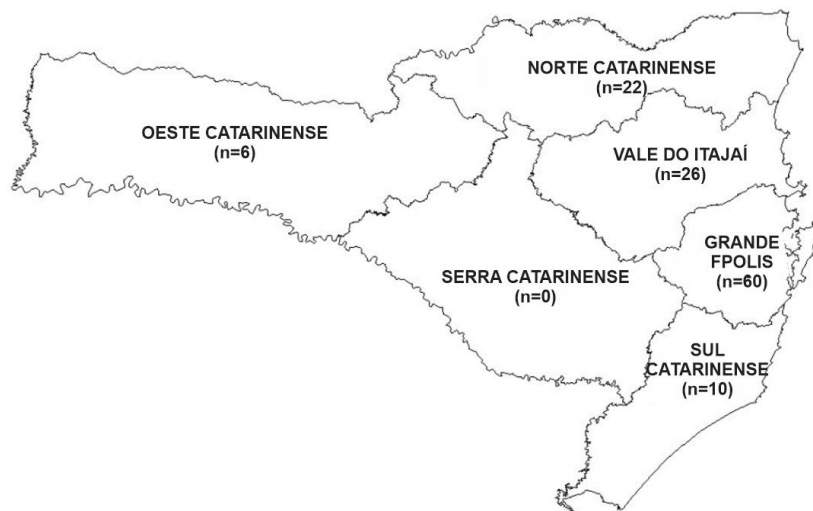 NORTE CATARINENSE
(n=22)
OESTE CATARINENSE
(n=6)
VALE DO ITAJAÍ
(n=26)
GRANDE
FPOLIS
(n=60)
SERRA CATARINENSE
(n=0)
SUL
CATARINENSE
(n=10)